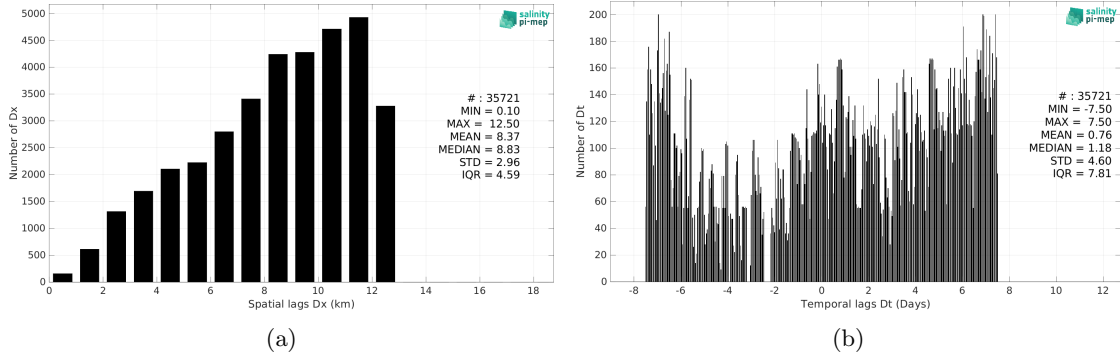 salinity
pi-mep
5000
4500
4000
3500
3000
2500
2000
1500
1000
500
0
Number of Dx
# : 35721
MIN = 0.10
MAX = 12.50
MEAN = 8.37
MEDIAN = 8.83
STD = 2.96
IQR = 4.59
0 2 4 6 8 10 12 14 16 18
Spatial lags Dx (km)
(a)
salinity
pi-mep
200
180
160
140
120
100
80
60
40
20
0
Number of Dt
# : 35721
MIN = -7.50
MAX = 7.50
MEAN = 0.76
MEDIAN = 1.18
STD = 4.60
IQR = 7.81
-8 -6 -4 -2 0 2 4 6 8 10 12
Temporal lags Dt (Days)
(b)